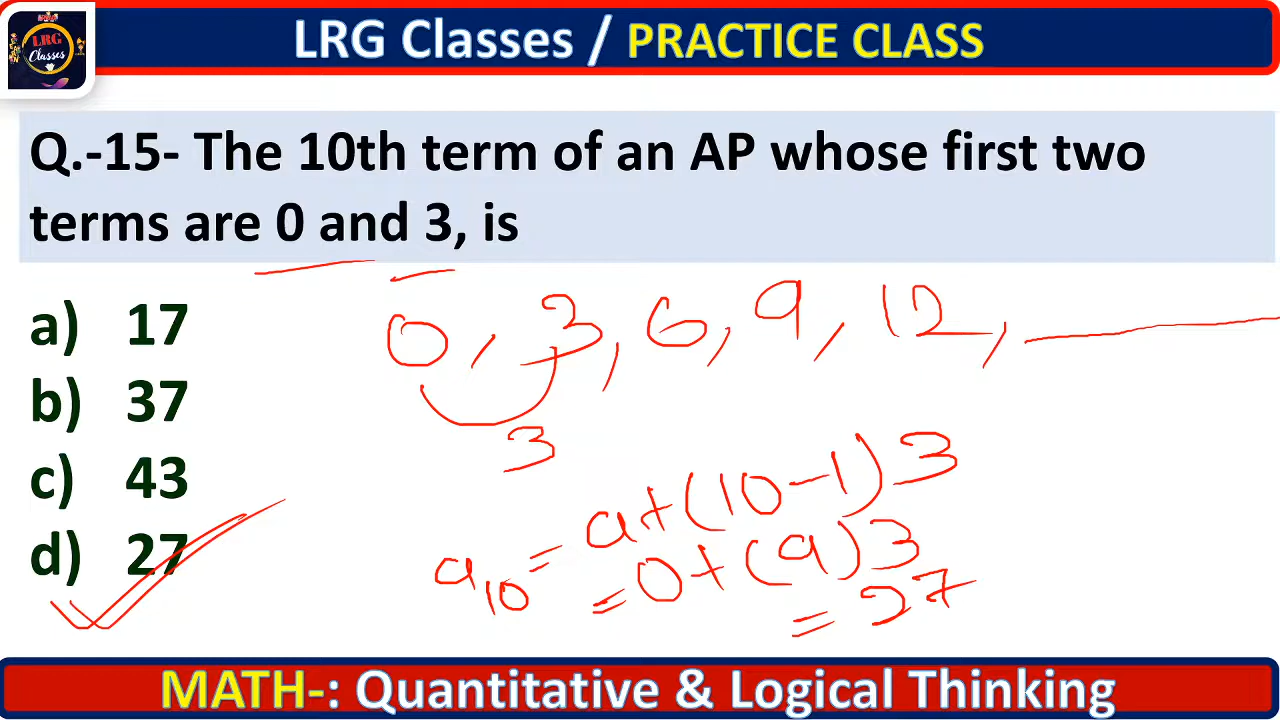 LRG Classes
LRG Classes / PRACTICE CLASS
Q.-15- The 10th term of an AP whose first two
terms are 0 and 3, is
a) 17
b) 37
c) 43
d) 27
0, 3, 6, 9, 12,
3
a10 = a+(10-1)3
= 0+(9)3
= 27
MATH-: Quantitative & Logical Thinking